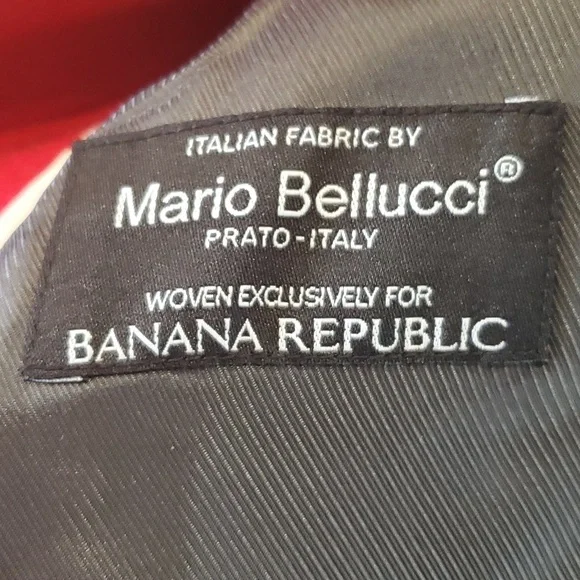 ITALIAN FABRIC BY
Mario Bellucci®
PRATO-ITALY
WOVEN EXCLUSIVELY FOR
BANANA REPUBLIC